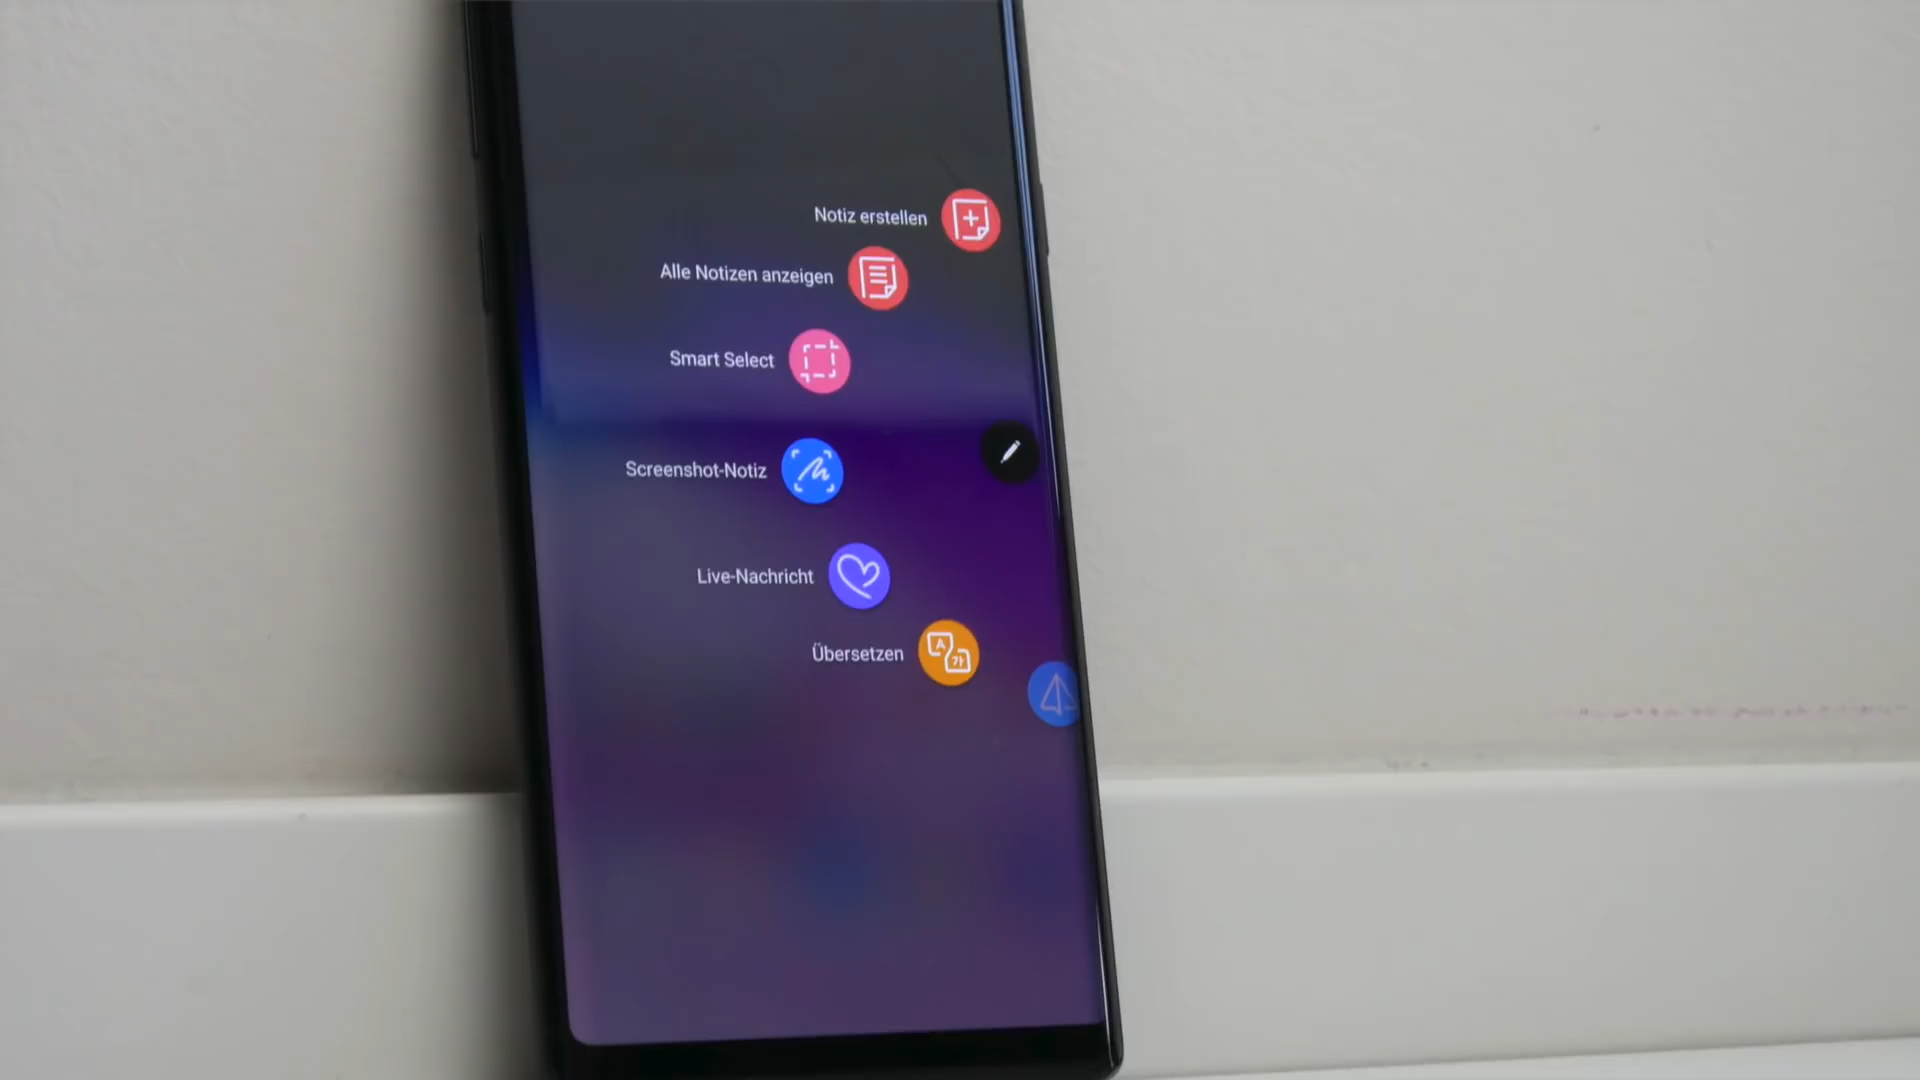 Notiz erstellen
Alle Notizen anzeigen
Smart Select
Screenshot-Notiz
Live-Nachricht
Übersetzen